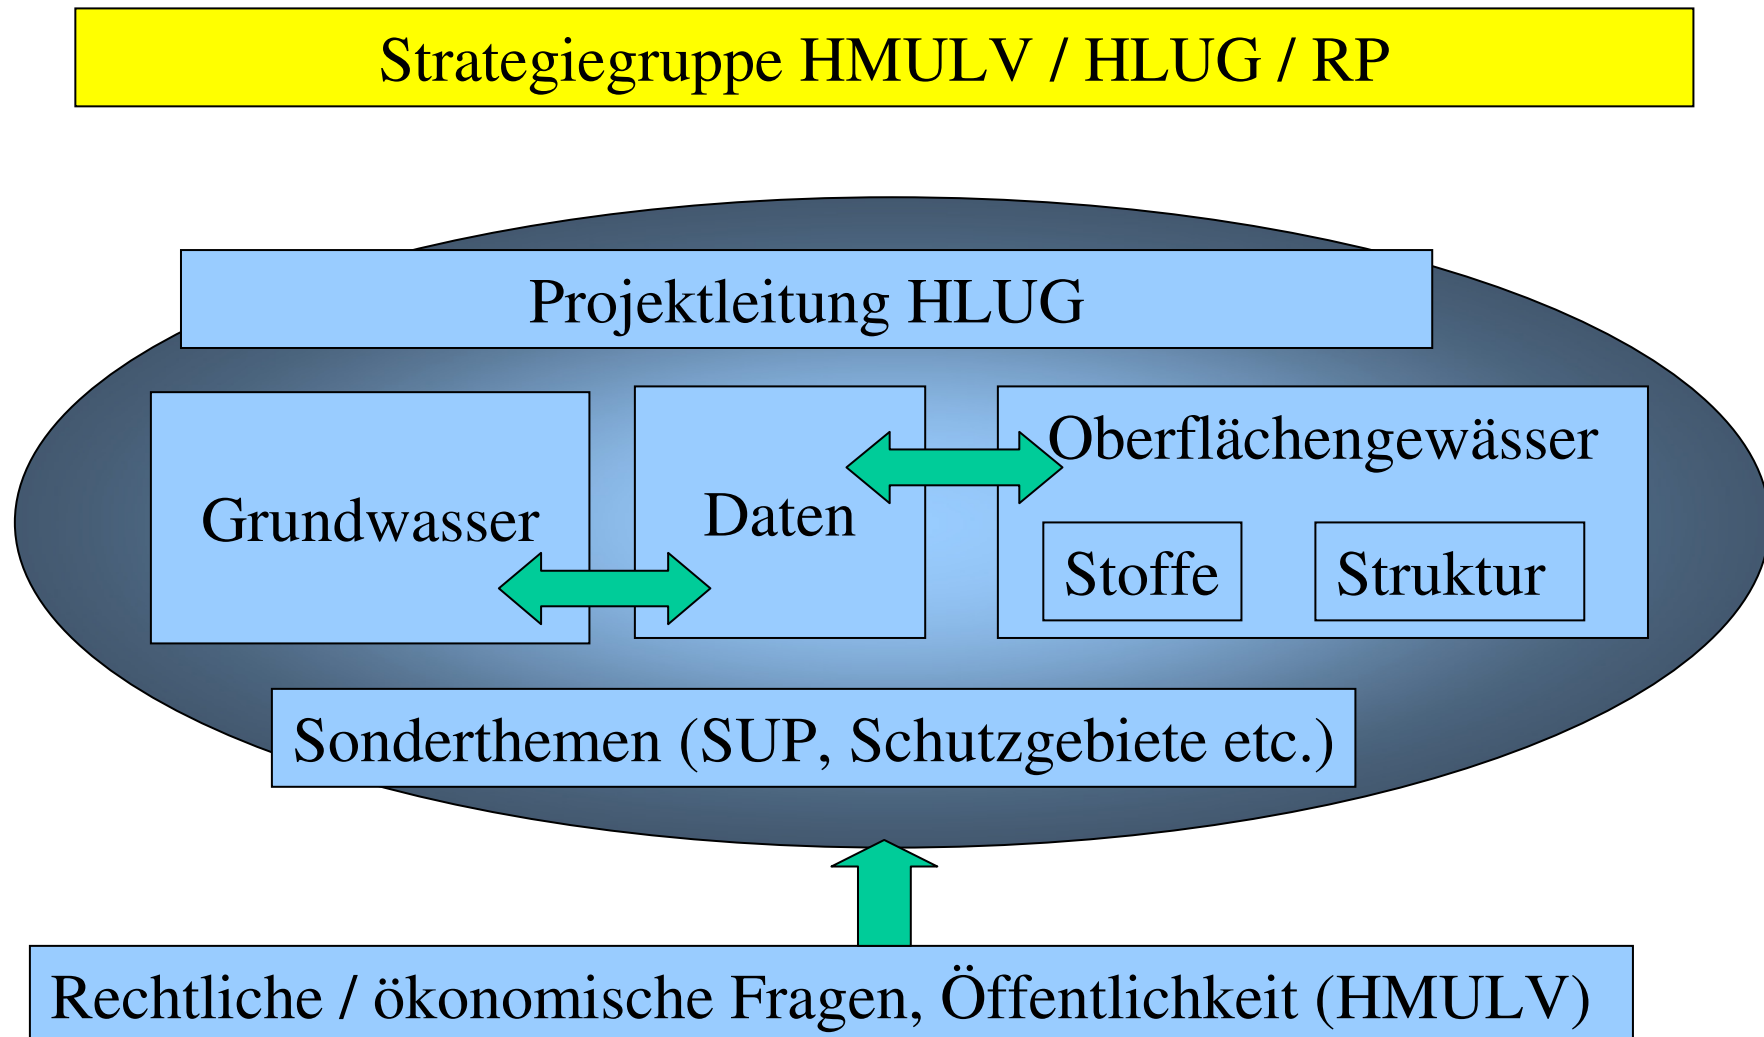 Strategiegruppe HMULV / HLUG / RP
Projektleitung HLUG
Grundwasser
Daten
Oberflächengewässer
Stoffe
Struktur
Sonderthemen (SUP, Schutzgebiete etc.)
Rechtliche / ökonomische Fragen, Öffentlichkeit (HMULV)